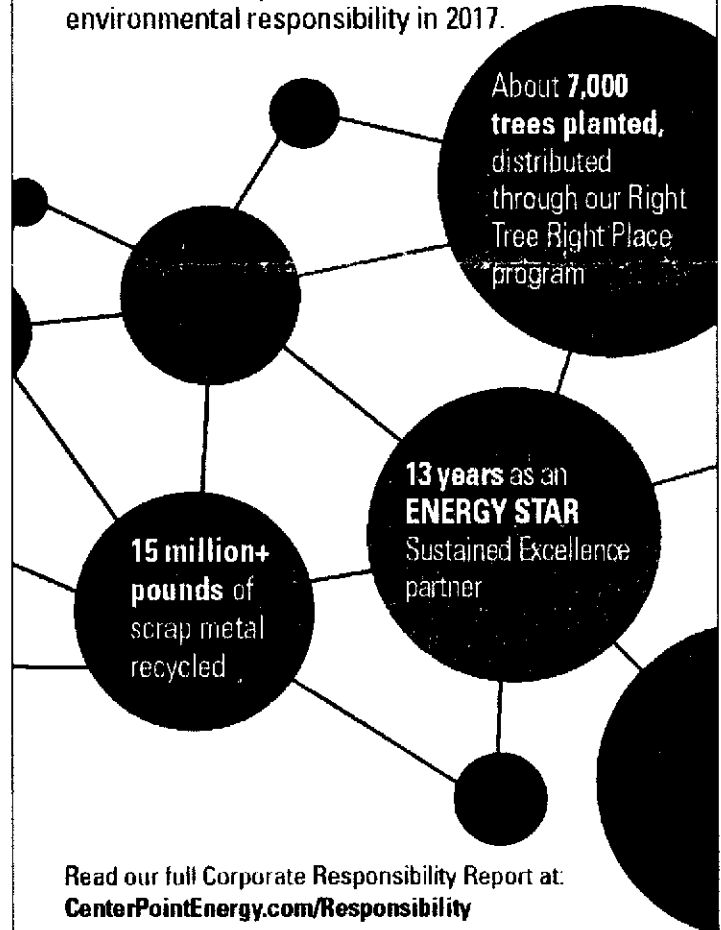 environmental responsibility in 2017.
About 7,000
trees planted,
distributed
through our Right
Tree Right Place
program
13 years as an
ENERGY STAR
Sustained Excellence
partner
15 million+
pounds of
scrap metal
recycled
Read our full Corporate Responsibility Report at:
CenterPointEnergy.com/Responsibility